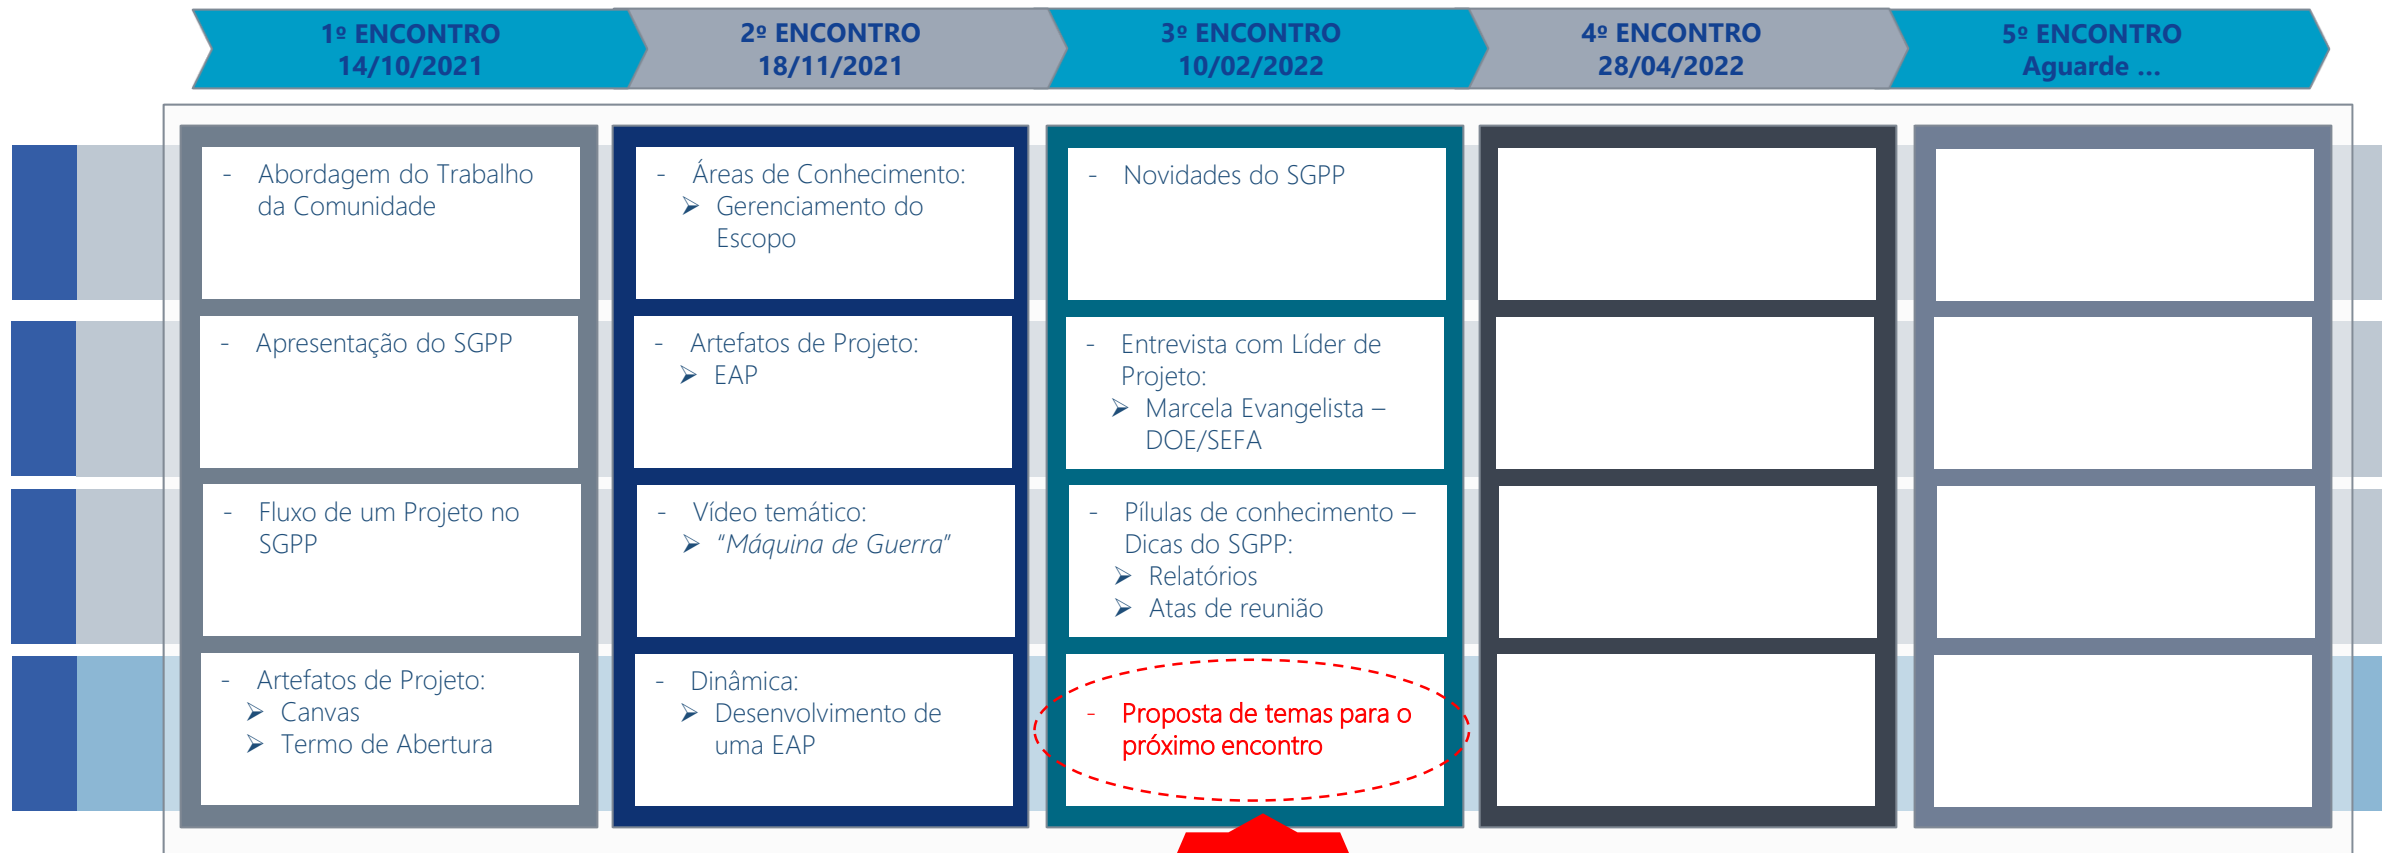 1º ENCONTRO
14/10/2021
2º ENCONTRO
18/11/2021
3º ENCONTRO
10/02/2022
4º ENCONTRO
28/04/2022
5º ENCONTRO
Aguarde ...
- Abordagem do Trabalho
da Comunidade
- Apresentação do SGPP
- Fluxo de um Projeto no
SGPP
- Artefatos de Projeto:
➢ Canvas
➢ Termo de Abertura
- Áreas de Conhecimento:
➢ Gerenciamento do
Escopo
- Artefatos de Projeto:
➢ EAP
- Vídeo temático:
➢ “Máquina de Guerra”
- Dinâmica:
➢ Desenvolvimento de
uma EAP
- Novidades do SGPP
- Entrevista com Líder de
Projeto:
➢ Marcela Evangelista –
DOE/SEFA
- Pílulas de conhecimento –
Dicas do SGPP:
➢ Relatórios
➢ Atas de reunião
- Proposta de temas para o
próximo encontro